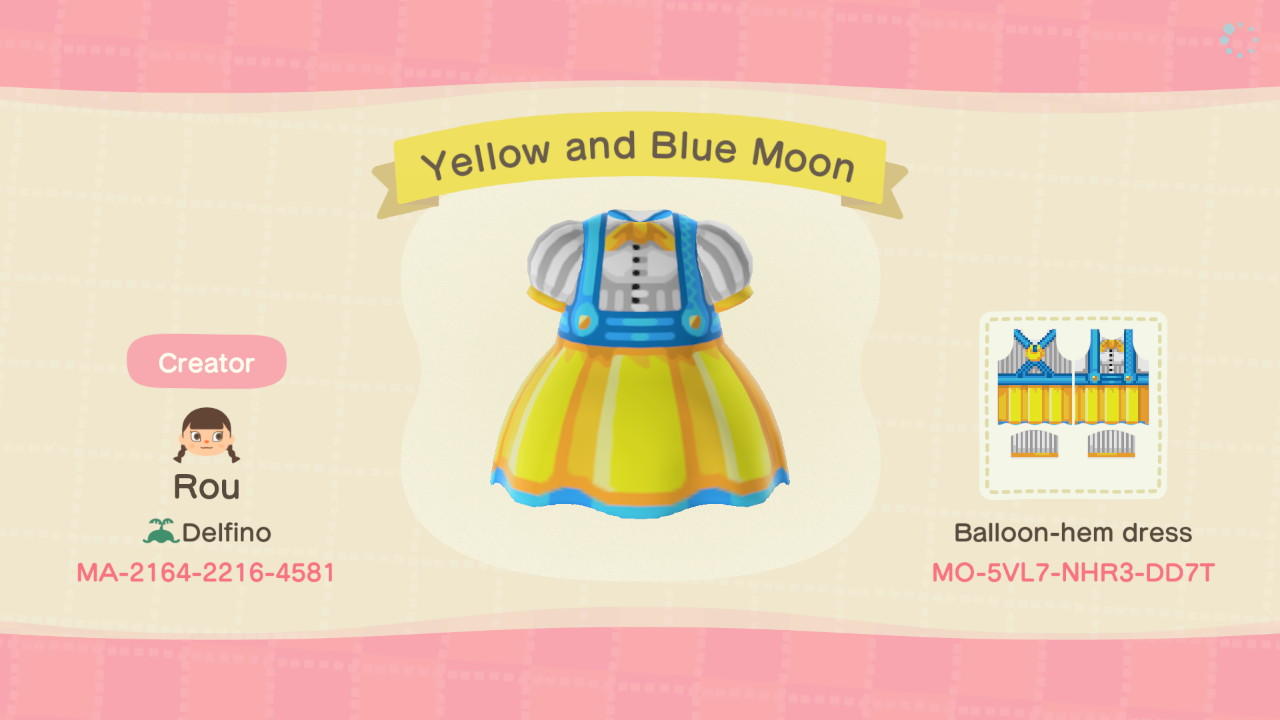 Yellow and Blue Moon
Creator
Rou
Delfino
MA-2164-2216-4581
Balloon-hem dress
MO-5VL7-NHR3-DD7T